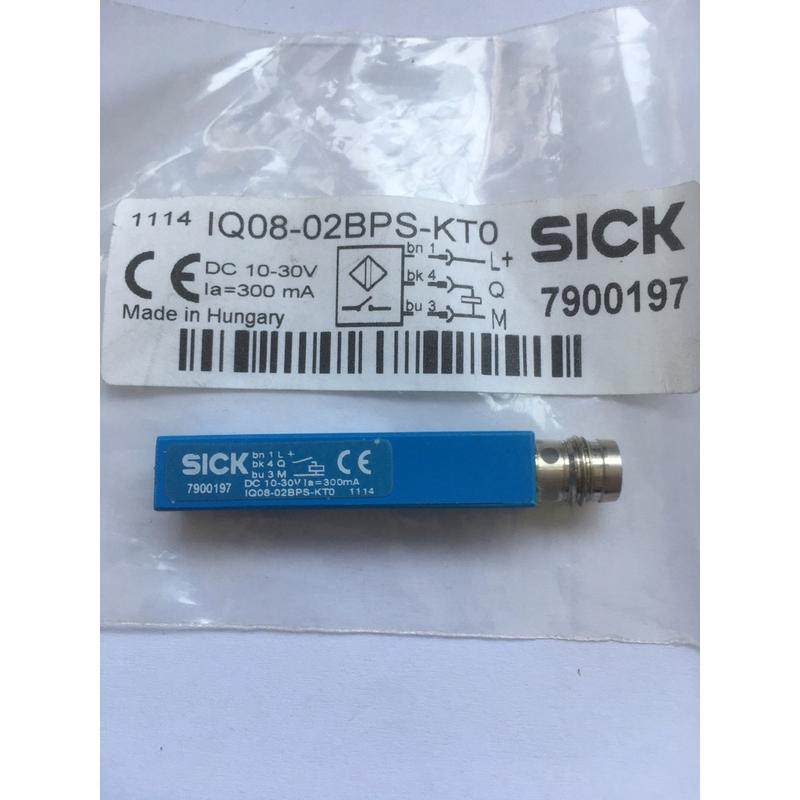 1114 IQ08-02BPS-KT0 SICK
CE DC 10-30V
Ia=300 mA
bn 1 L+
bk 4 Q
bu 3 M
7900197
Made in Hungary
SICK bn 1 L +
bk 4 Q
bu 3 M
CE
7900197 DC 10-30V Ia=300mA
IQ08-02BPS-KT0 1114